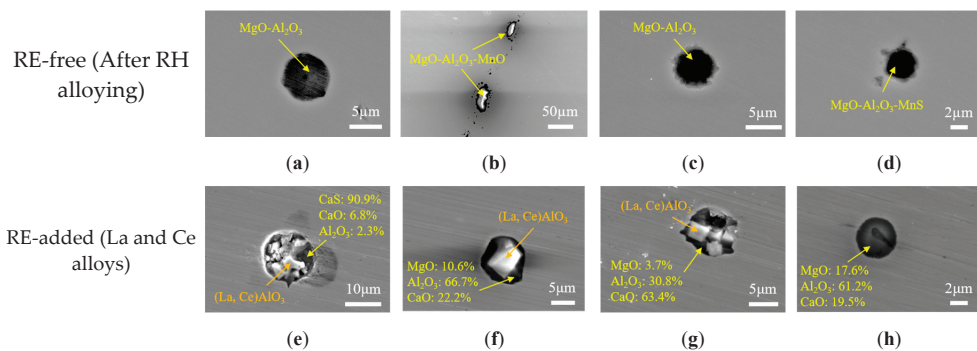 RE-free (After RH
alloying)
MgO-Al₂O₃
5μm
(a)
MgO-Al₂O₃-MnO
50μm
(b)
MgO-Al₂O₃
5μm
(c)
MgO-Al₂O₃-MnS
2μm
(d)
RE-added (La and Ce
alloys)
CaS: 90.9%
CaO: 6.8%
Al₂O₃: 2.3%
(La, Ce)AlO₃
10μm
(e)
(La, Ce)AlO₃
MgO: 10.6%
Al₂O₃: 66.7%
CaO: 22.2%
5μm
(f)
(La, Ce)AlO₃
MgO: 3.7%
Al₂O₃: 30.8%
CaQ: 63.4%
5μm
(g)
MgO: 17.6%
Al₂O₃: 61.2%
CaO: 19.5%
2μm
(h)